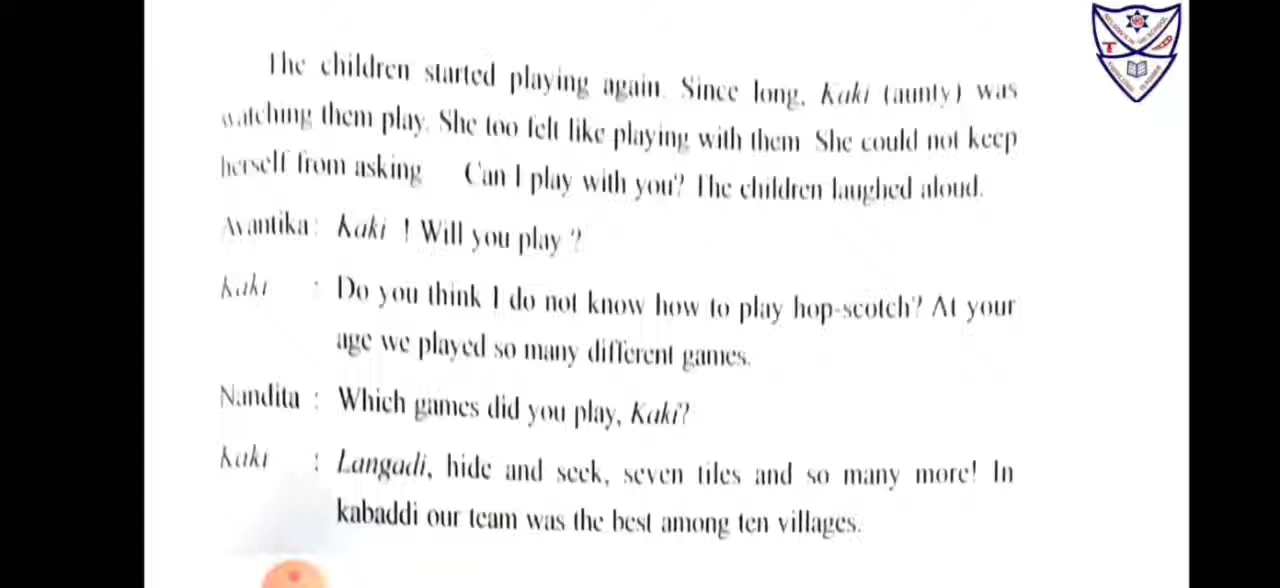 The children started playing again. Since long, Kaki (aunty) was
watching them play. She too felt like playing with them. She could not keep
herself from asking Can I play with you? The children laughed aloud.
Avantika : Kaki ! Will you play ?
Kaki : Do you think I do not know how to play hop-scotch? At your
age we played so many different games.
Nandita : Which games did you play, Kaki?
Kaki : Langadi, hide and seek, seven tiles and so many more! In
kabaddi our team was the best among ten villages.